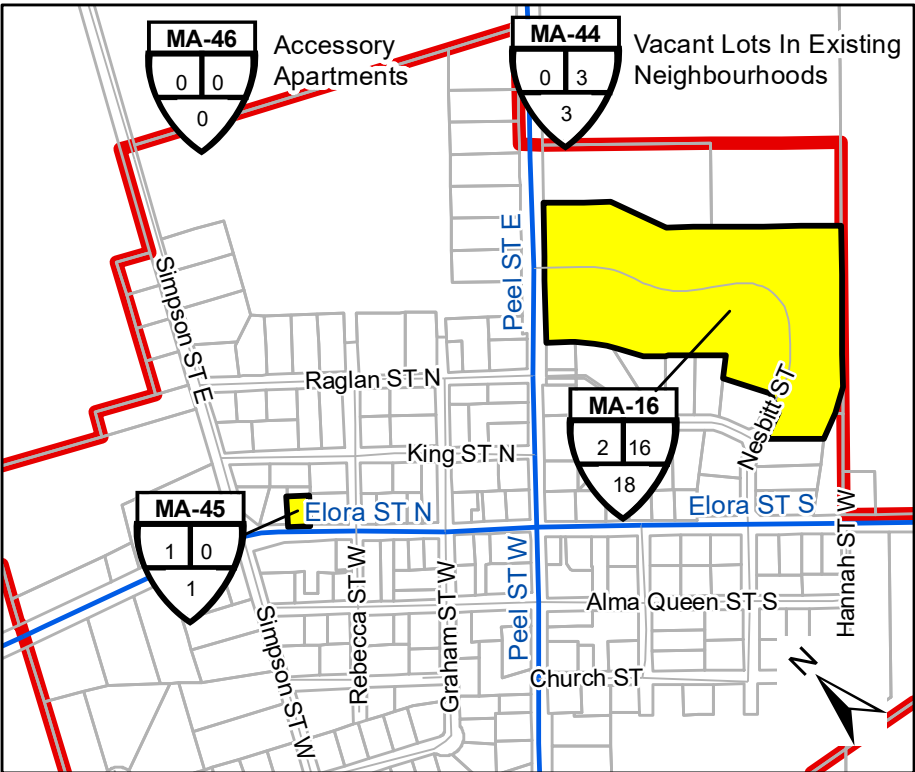 MA-46
0 0
0
Accessory
Apartments
MA-44
0 3
3
Vacant Lots In Existing
Neighbourhoods
Peel ST E
Simpson ST E
Raglan ST N
MA-16
2 16
18
Nesbitt ST
King ST N
MA-45
1 0
1
Elora ST N
Elora ST S
Hannah ST W
Rebecca ST W
Graham ST W
Peel ST W
Alma Queen ST S
Simpson ST W
Church ST
N